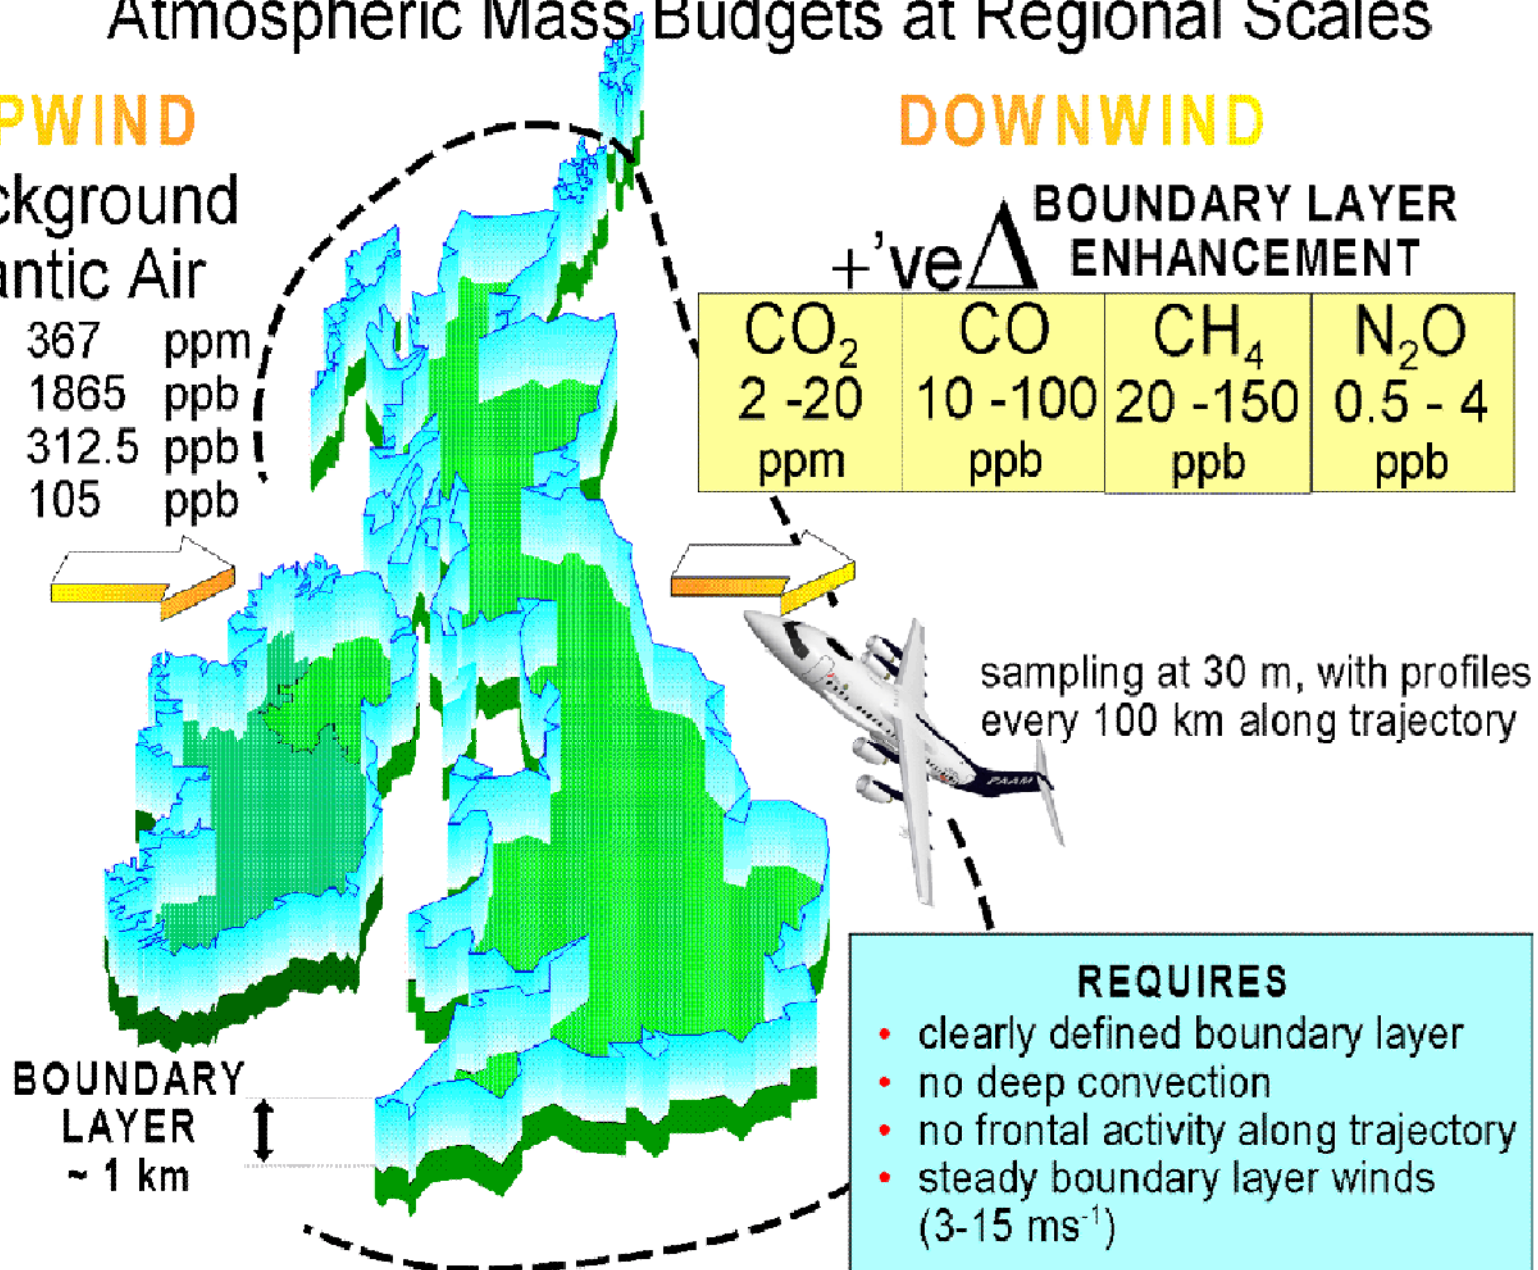 Atmospheric Mass Budgets at Regional Scales
PWIND
ckground
antic Air
367 ppm
1865 ppb
312.5 ppb
105 ppb
DOWNWIND
+'ve Δ BOUNDARY LAYER
ENHANCEMENT
CO₂ CO CH₄ N₂O
2 -20 10 -100 20 -150 0.5 - 4
ppm ppb ppb ppb
sampling at 30 m, with profiles
every 100 km along trajectory
FAAM
BOUNDARY
LAYER
~ 1 km
REQUIRES
• clearly defined boundary layer
• no deep convection
• no frontal activity along trajectory
• steady boundary layer winds
(3-15 ms⁻¹)